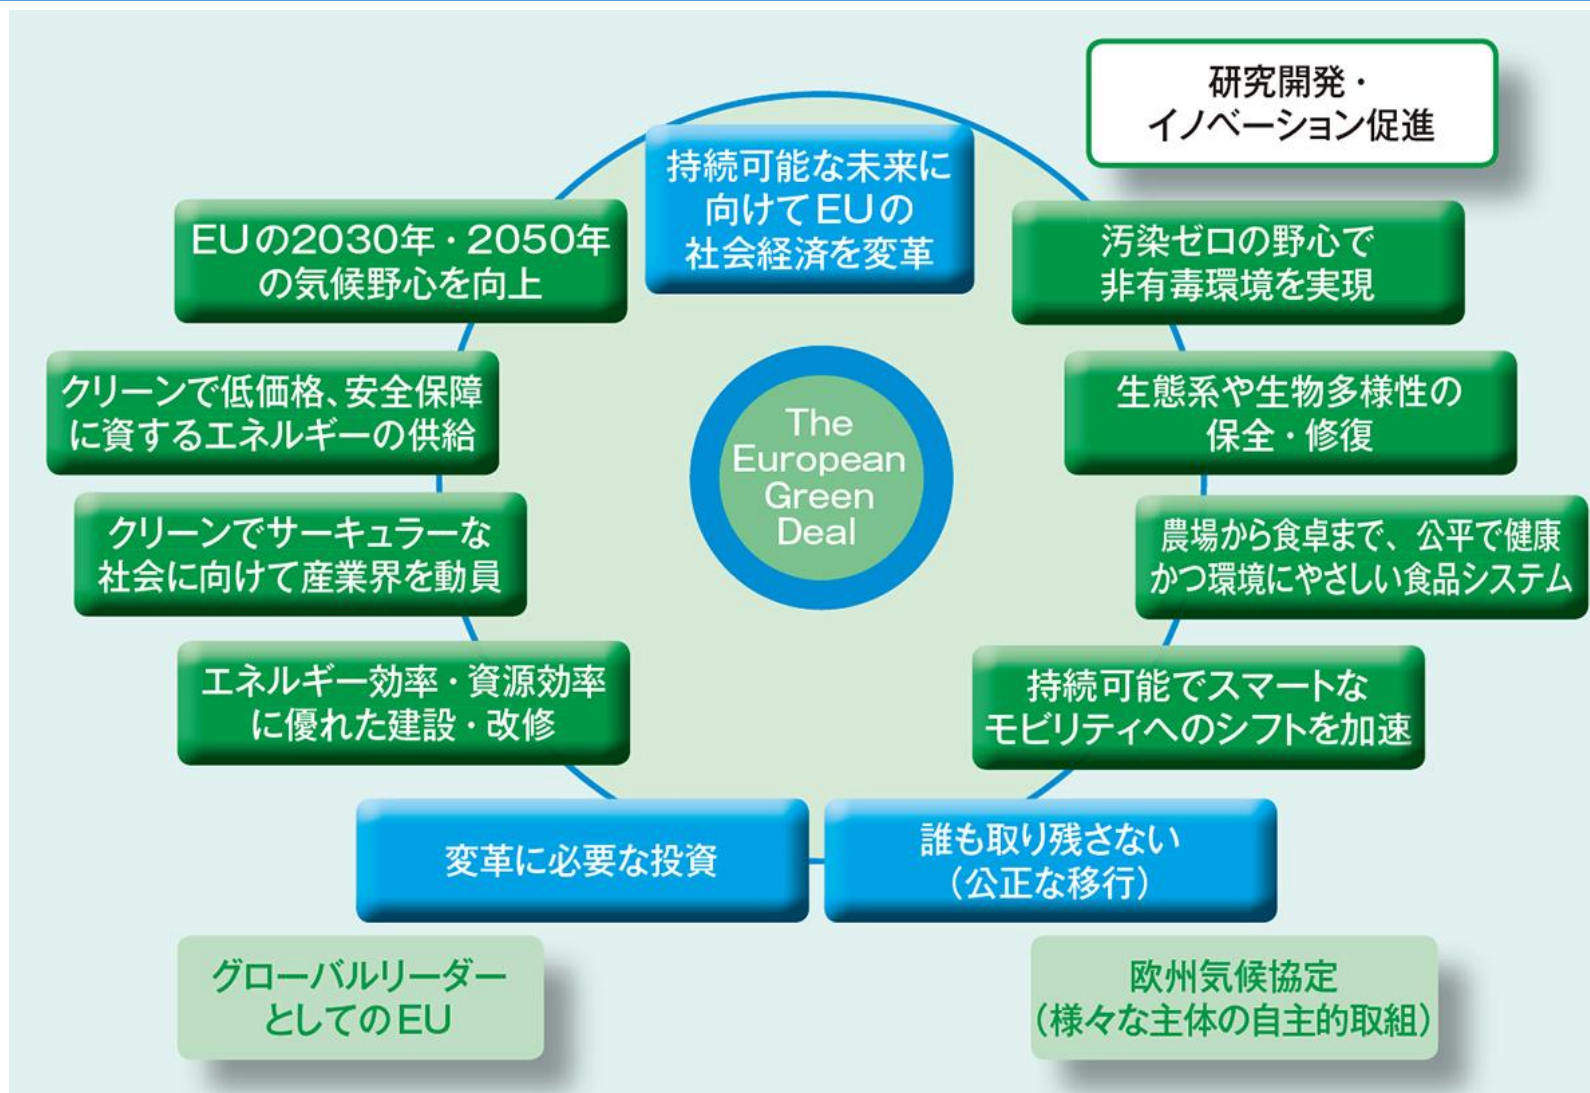 研究開発・
イノベーション促進
持続可能な未来に
向けてEUの
社会経済を変革
EUの2030年・2050年
の気候野心を向上
汚染ゼロの野心で
非有毒環境を実現
クリーンで低価格、安全保障
に資するエネルギーの供給
生態系や生物多様性の
保全・修復
The
European
Green
Deal
クリーンでサーキュラーな
社会に向けて産業界を動員
農場から食卓まで、公平で健康
かつ環境にやさしい食品システム
エネルギー効率・資源効率
に優れた建設・改修
持続可能でスマートな
モビリティへのシフトを加速
変革に必要な投資
誰も取り残さない
（公正な移行）
グローバルリーダー
としてのEU
欧州気候協定
（様々な主体の自主的取組）